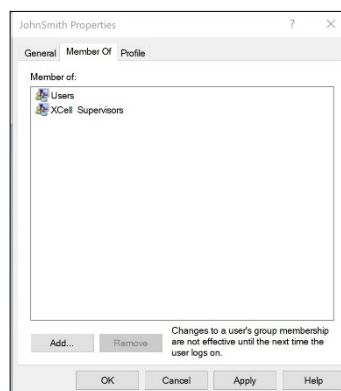 JohnSmith Properties ? ×
General Member Of Profile
Member of:
Users
XCell Supervisors
Add... Remove
Changes to a user's group membership
are not effective until the next time the
user logs on.
OK Cancel Apply Help